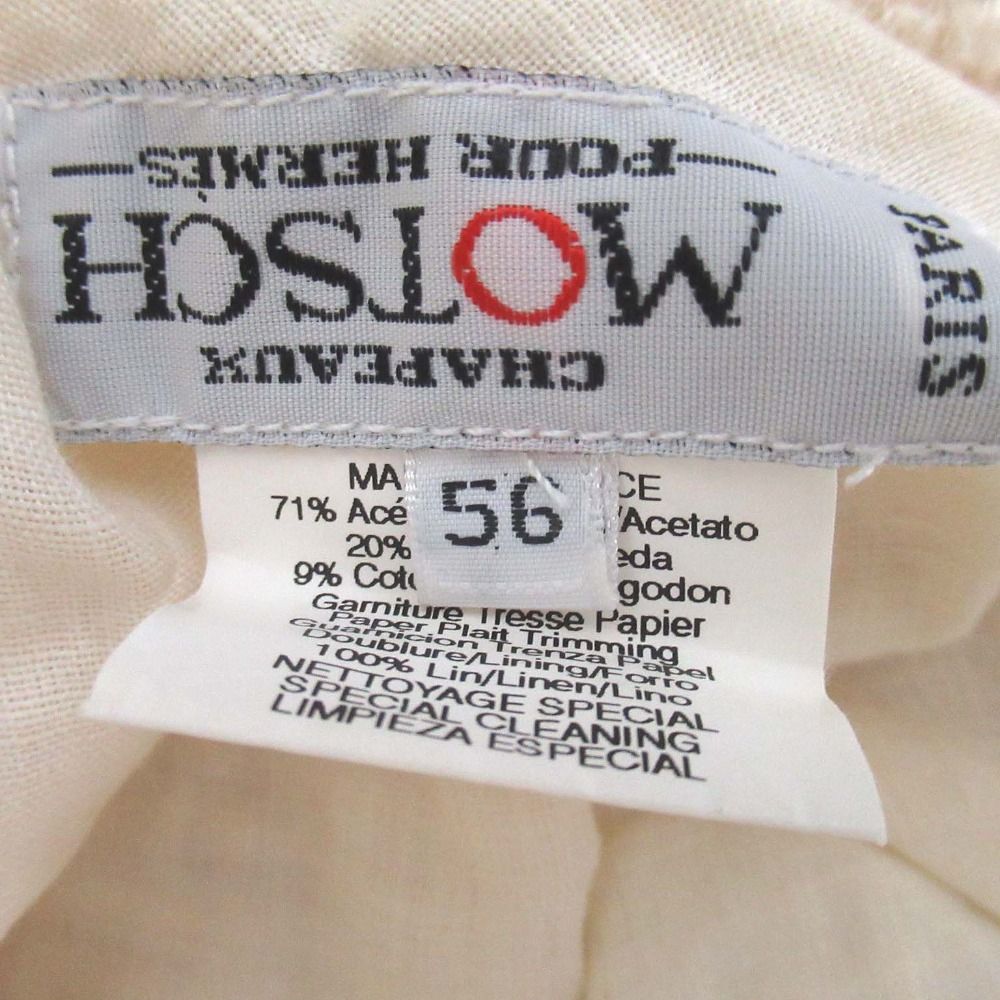 CHAPEAUX
MOTSCH
POUR HERMÈS
PARIS
56
MA CE
71% Acé /Acetato
20% eda
9% Coto godon
Garniture Tresse Papier
Paper Plait Trimming
Guarnicion Trenza Papel
Doublure/Lining/Forro
100% Lin/Linen/Lino
NETTOYAGE SPECIAL
SPECIAL CLEANING
LIMPIEZA ESPECIAL